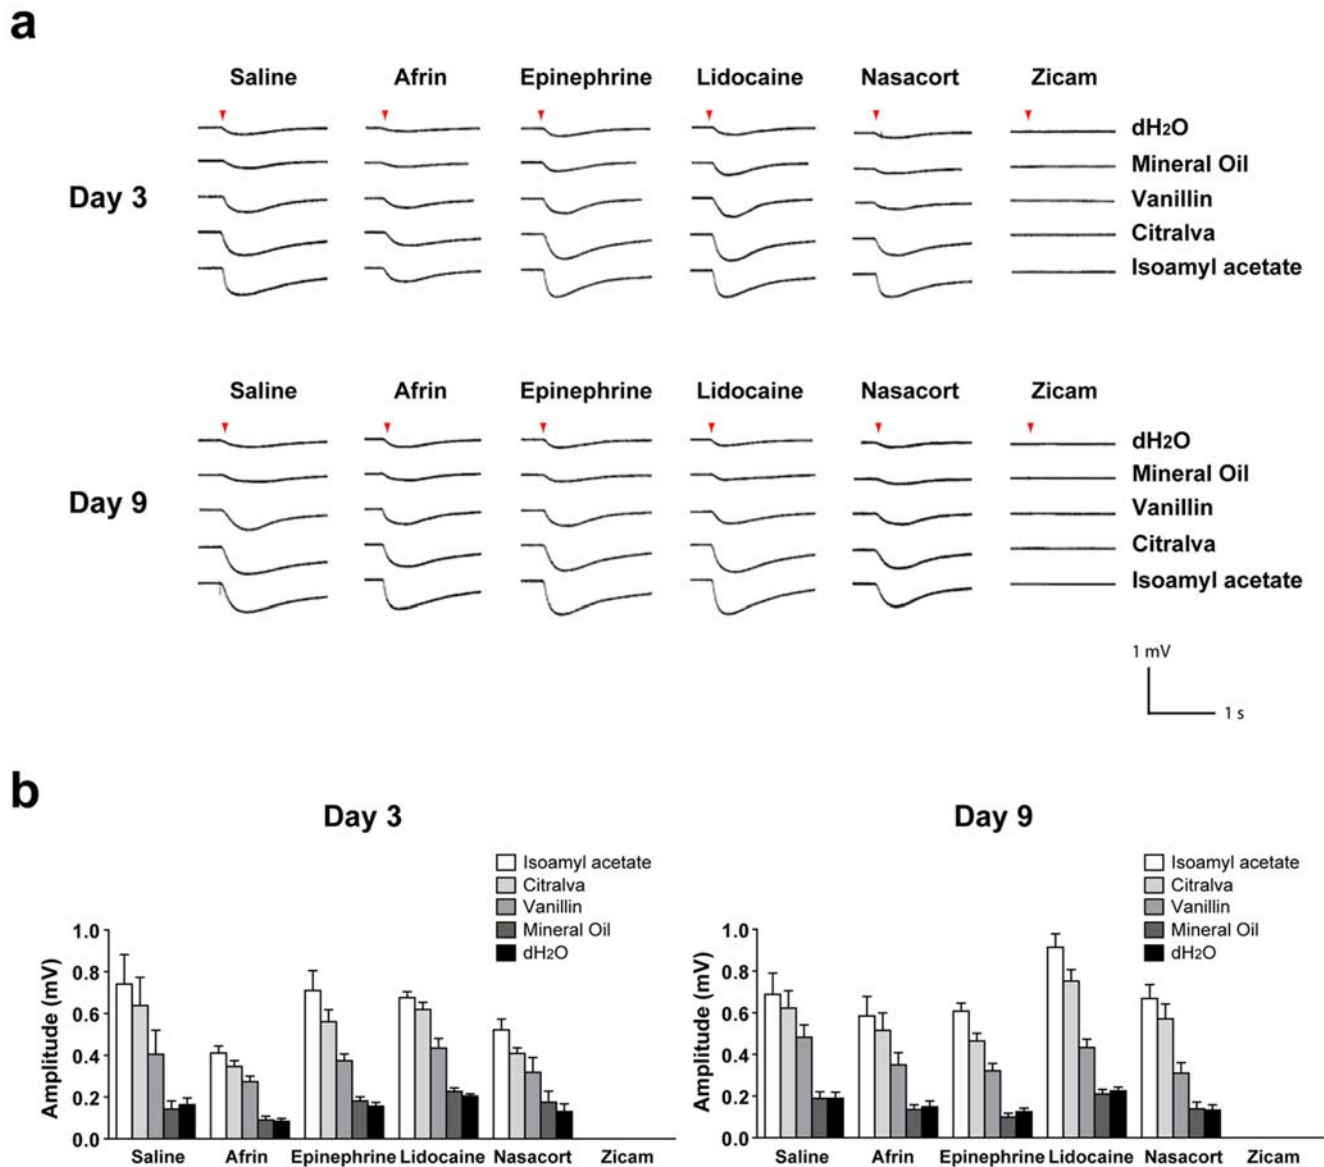 a
Saline Afrin Epinephrine Lidocaine Nasacort Zicam
dH2O
Mineral Oil
Day 3
Vanillin
Citralva
Isoamyl acetate
Saline Afrin Epinephrine Lidocaine Nasacort Zicam
dH2O
Mineral Oil
Day 9
Vanillin
Citralva
Isoamyl acetate
1 mV
1 s
b
Day 3
Isoamyl acetate
Citralva
Vanillin
Mineral Oil
dH2O
Amplitude (mV)
1.0
0.8
0.6
0.4
0.2
0.0
Saline Afrin Epinephrine Lidocaine Nasacort Zicam
Day 9
Isoamyl acetate
Citralva
Vanillin
Mineral Oil
dH2O
Amplitude (mV)
1.0
0.8
0.6
0.4
0.2
0.0
Saline Afrin Epinephrine Lidocaine Nasacort Zicam